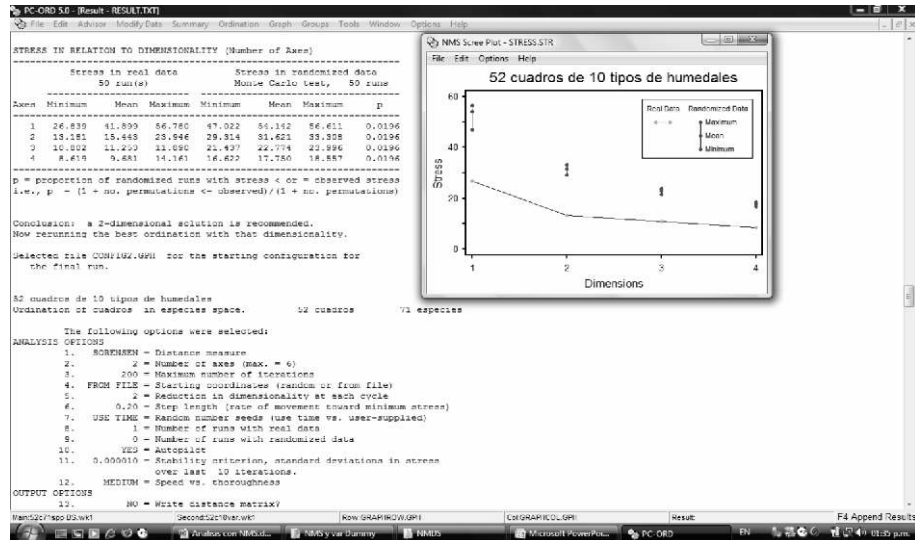 PC-ORD 5.0 - [Result - RESULT.TXT]
File Edit Advisor Modify Data Summary Ordination Graph Groups Tools Window Options Help
STRESS IN RELATION TO DIMENSIONALITY (Number of Axes)
Stress in real data Stress in randomized data
50 run(s) Monte Carlo test, 50 runs
Axes Minimum Mean Maximum Minimum Mean Maximum p
1 26.839 41.899 56.780 47.022 54.142 56.611 0.0196
2 13.181 15.443 23.946 29.314 31.621 33.308 0.0196
3 10.802 11.253 11.890 21.437 22.774 23.996 0.0196
4 8.619 9.681 14.161 16.622 17.750 18.557 0.0196
p = proportion of randomized runs with stress < or = observed stress
i.e., p = (1 + no. permutations <= observed)/(1 + no. permutations)
Conclusion: a 2-dimensional solution is recommended.
Now rerunning the best ordination with that dimensionality.
Selected file CONFIG2.GPH for the starting configuration for
the final run.
52 cuadros de 10 tipos de humedales
Ordination of cuadros in especies space. 52 cuadros 71 especies
The following options were selected:
ANALYSIS OPTIONS
1. SORENSEN = Distance measure
2. 2 = Number of axes (max. = 6)
3. 200 = Maximum number of iterations
4. FROM FILE = Starting coordinates (random or from file)
5. 2 = Reduction in dimensionality at each cycle
6. 0.20 = Step length (rate of movement toward minimum stress)
7. USE TIME = Random number seeds (use time vs. user-supplied)
8. 1 = Number of runs with real data
9. 0 = Number of runs with randomized data
10. YES = Autopilot
11. 0.000010 = Stability criterion, standard deviations in stress
over last 10 iterations.
12. MEDIUM = Speed vs. thoroughness
OUTPUT OPTIONS
13. NO = Write distance matrix?
NMS Scree Plot - STRESS.STR
File Edit Options Help
52 cuadros de 10 tipos de humedales
Real Data Randomized Data
Maximum
Mean
Minimum
Stress
60
40
20
0
1 2 3 4
Dimensions
Row:GRAPHROW.GPH Col:GRAPHCOL.GPH Result: F4 Append Results
Analisis con NMS.d... NMS y var Dummy NMDS Microsoft PowerPoi... PC-ORD EN 01:35 p.m.